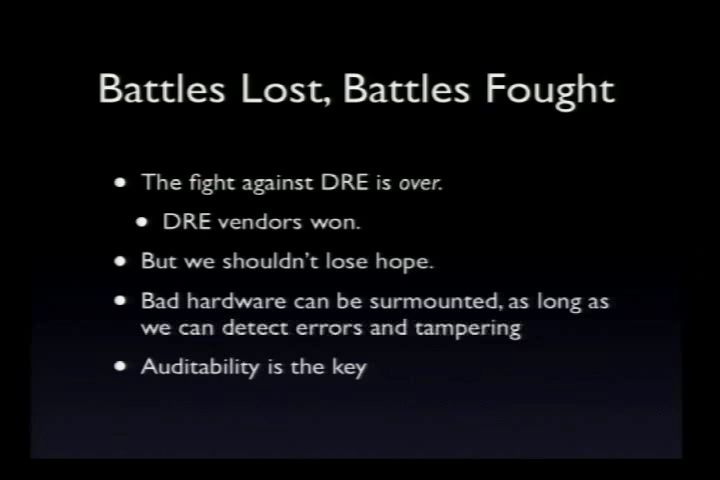 Battles Lost, Battles Fought
• The fight against DRE is over.
• DRE vendors won.
• But we shouldn't lose hope.
• Bad hardware can be surmounted, as long as
we can detect errors and tampering
• Auditability is the key